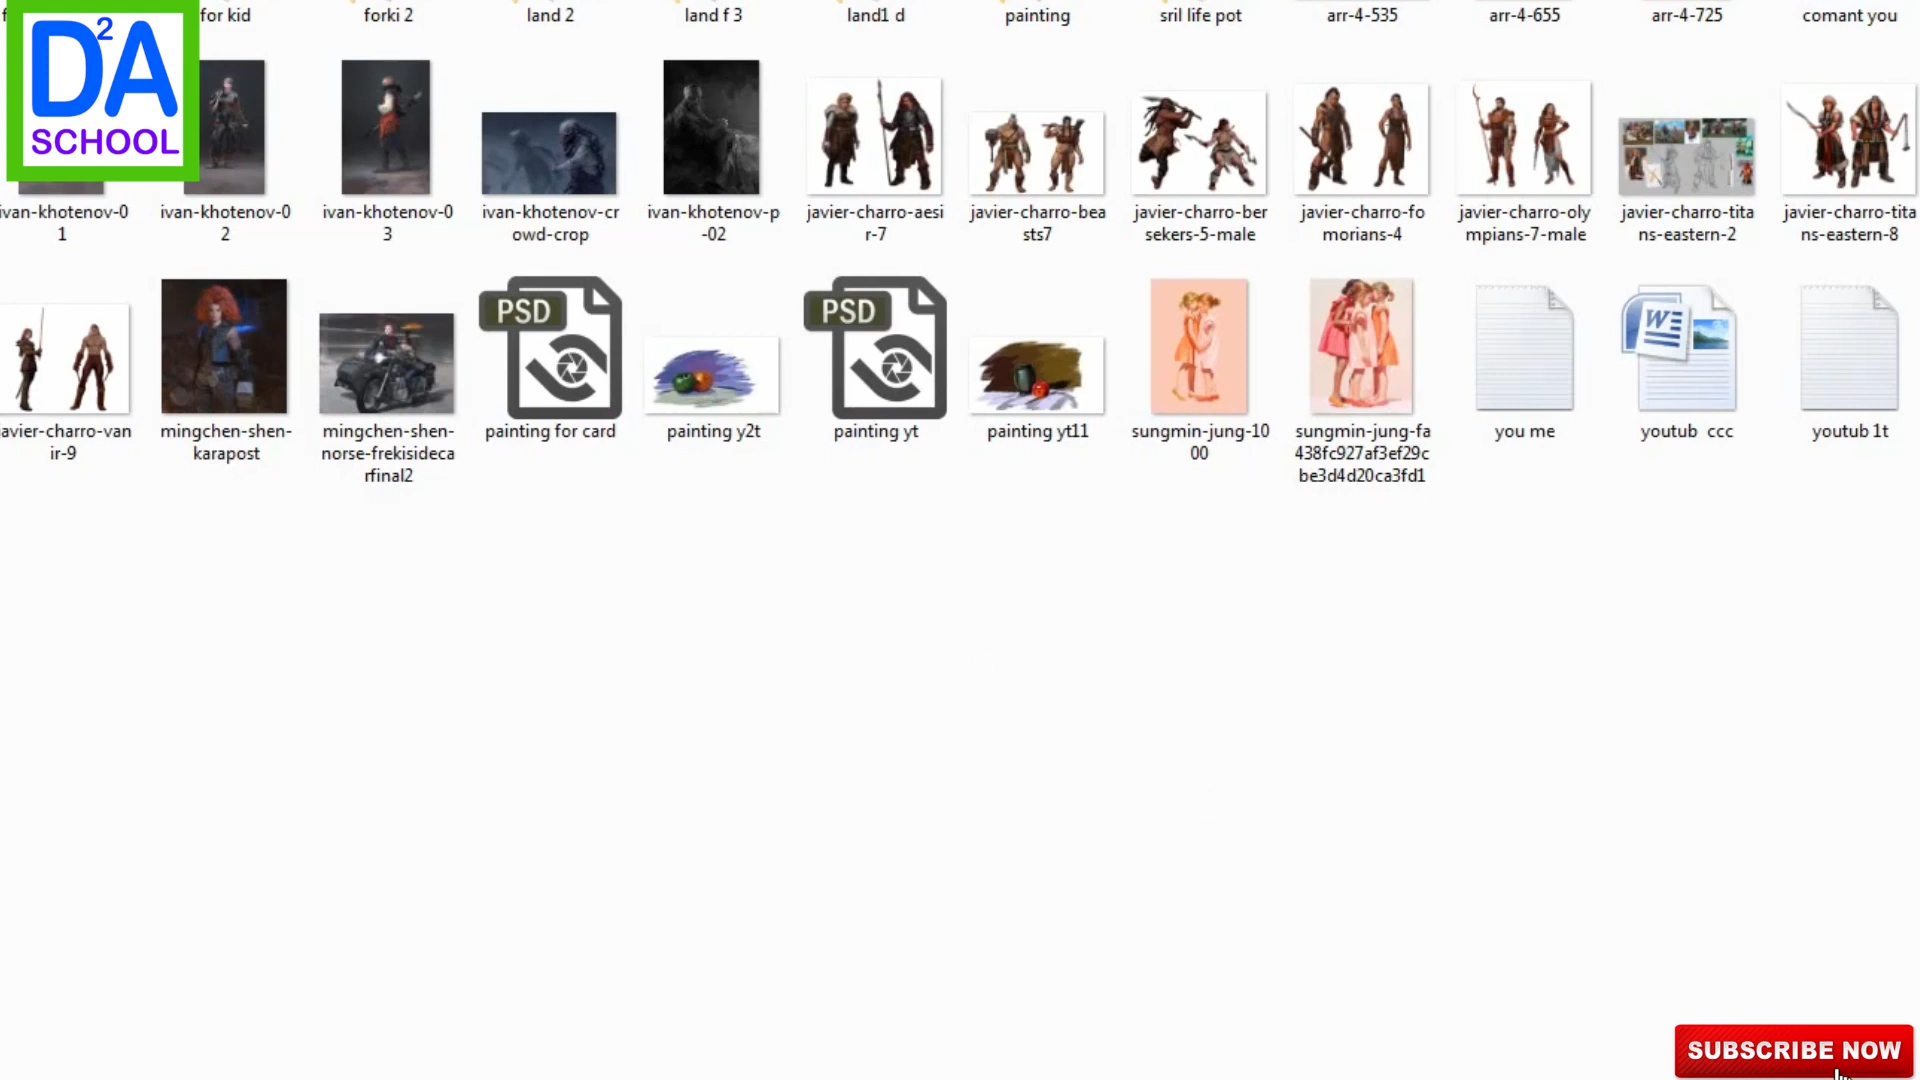 for kid
forki 2
land 2
land f 3
land1 d
painting
sril life pot
arr-4-535
arr-4-655
arr-4-725
comant you
D²A
SCHOOL
ivan-khotenov-0
1
ivan-khotenov-0
2
ivan-khotenov-0
3
ivan-khotenov-cr
owd-crop
ivan-khotenov-p
-02
javier-charro-aesi
r-7
javier-charro-bea
sts7
javier-charro-ber
sekers-5-male
javier-charro-fo
morians-4
javier-charro-oly
mpians-7-male
javier-charro-tita
ns-eastern-2
javier-charro-tita
ns-eastern-8
javier-charro-van
ir-9
mingchen-shen-
karapost
mingchen-shen-
norse-frekisideca
rfinal2
PSD
painting for card
painting y2t
PSD
painting yt
painting yt11
sungmin-jung-10
00
sungmin-jung-fa
438fc927af3ef29c
be3d4d20ca3fd1
you me
W
youtub ccc
youtub 1t
SUBSCRIBE NOW